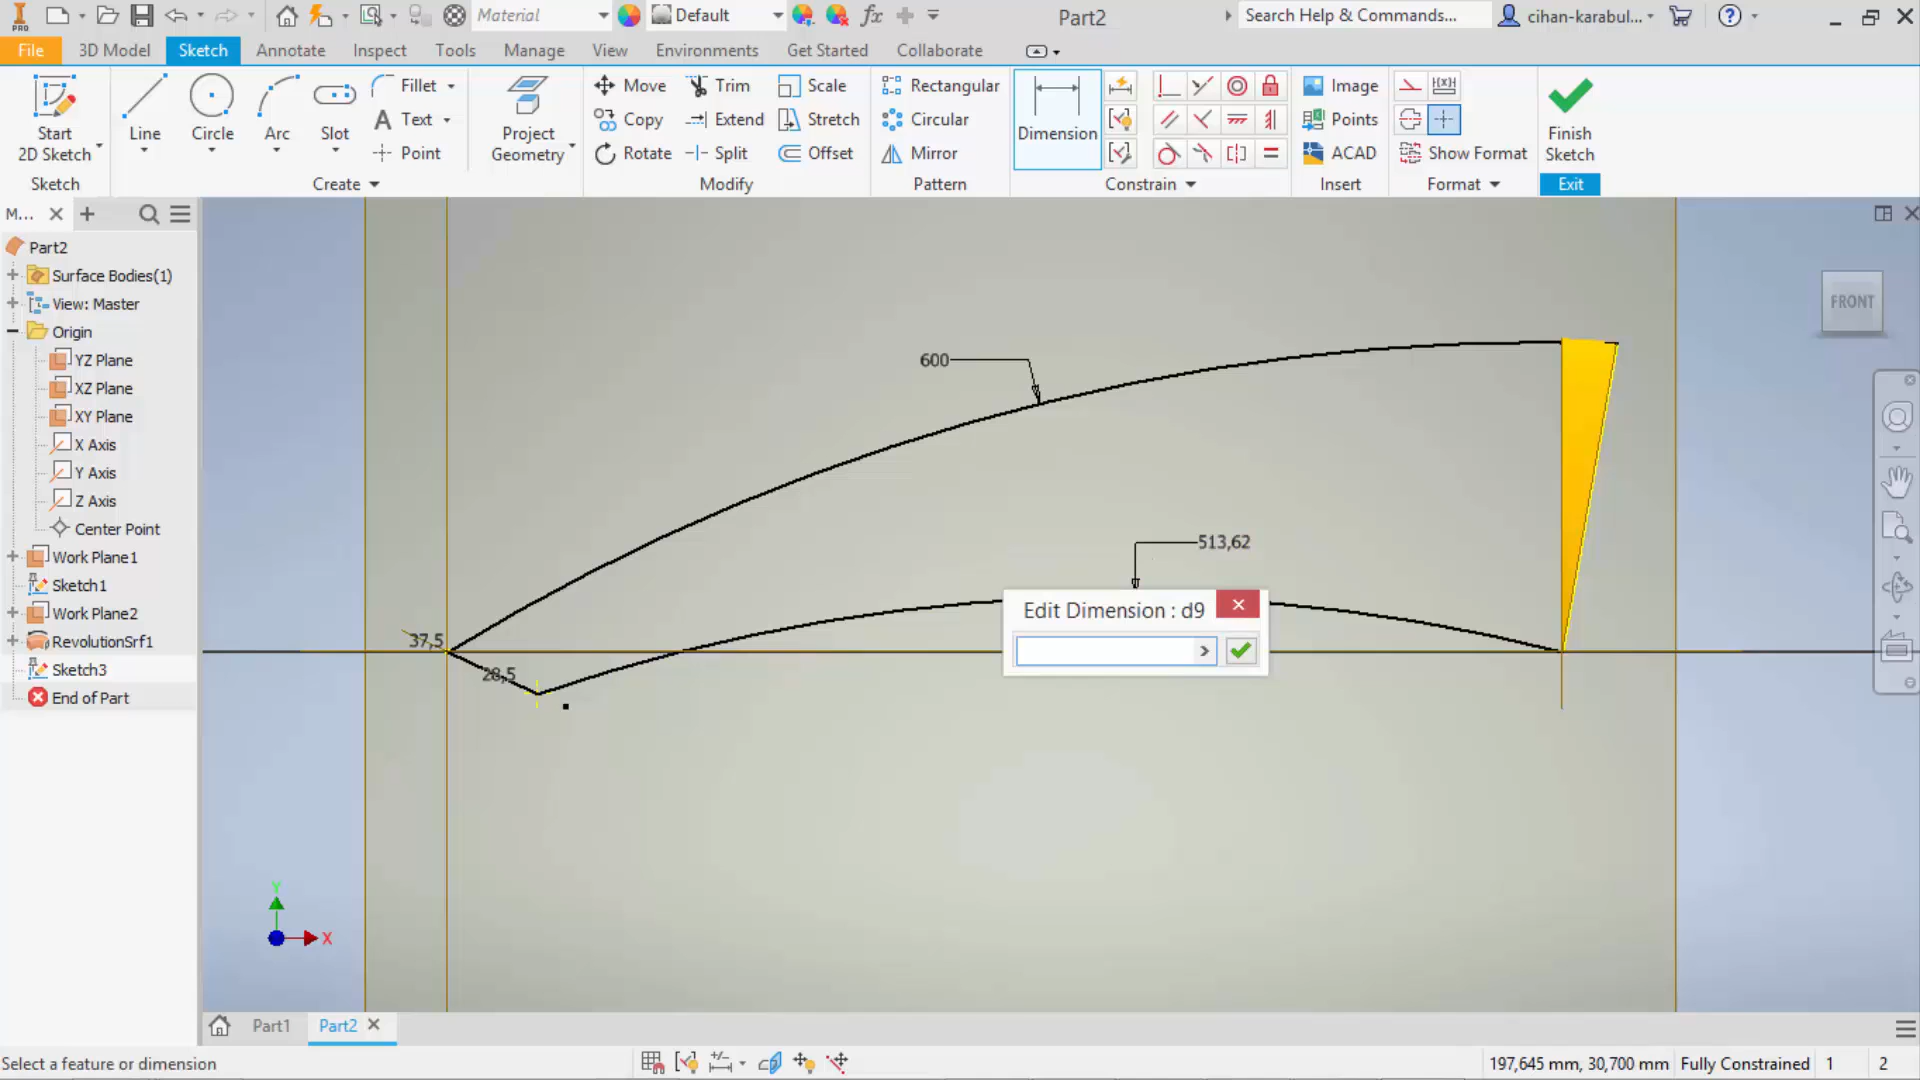 PRO
Material
Default
fx
Part2
Search Help & Commands...
cihan-karabul...
File
3D Model
Sketch
Annotate
Inspect
Tools
Manage
View
Environments
Get Started
Collaborate
Start
2D Sketch
Line
Circle
Arc
Slot
Fillet
Text
Point
Project
Geometry
Move
Copy
Rotate
Trim
Extend
Split
Scale
Stretch
Offset
Rectangular
Circular
Mirror
Dimension
Image
Points
ACAD
Show Format
Finish
Sketch
Sketch
Create
Modify
Pattern
Constrain
Insert
Format
Exit
M...
Part2
Surface Bodies(1)
View: Master
Origin
YZ Plane
XZ Plane
XY Plane
X Axis
Y Axis
Z Axis
Center Point
Work Plane1
Sketch1
Work Plane2
RevolutionSrf1
Sketch3
End of Part
FRONT
600
513,62
37,5
28,5
Edit Dimension : d9
Y
X
Part1
Part2
Select a feature or dimension
197,645 mm, 30,700 mm
Fully Constrained
1
2